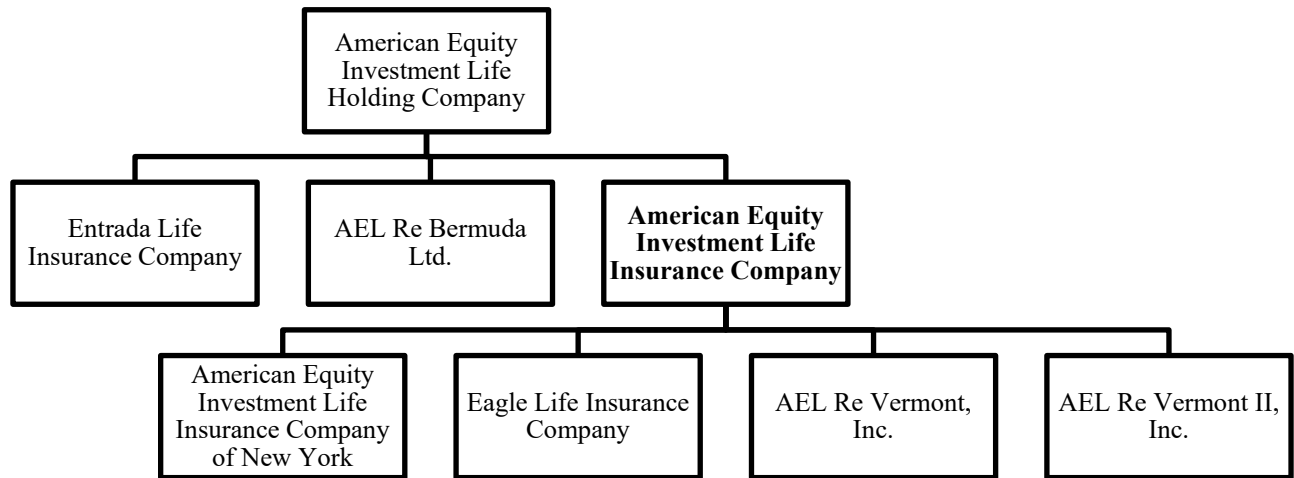 American Equity
Investment Life
Holding Company
Entrada Life
Insurance Company
AEL Re Bermuda
Ltd.
American Equity
Investment Life
Insurance Company
American Equity
Investment Life
Insurance Company
of New York
Eagle Life Insurance
Company
AEL Re Vermont,
Inc.
AEL Re Vermont II,
Inc.